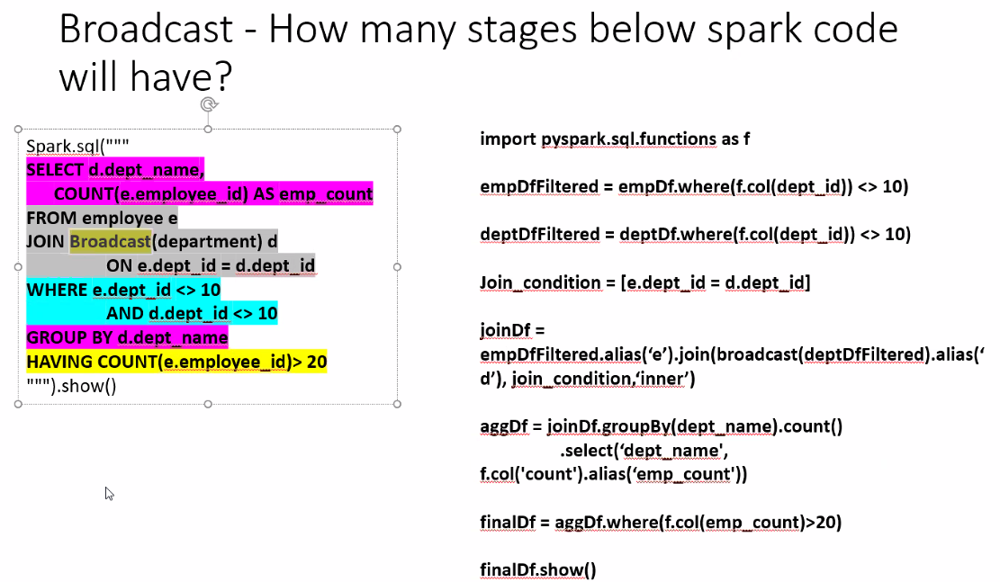 Broadcast - How many stages below spark code
will have?
Spark.sql("""
SELECT d.dept_name,
COUNT(e.employee_id) AS emp_count
FROM employee e
JOIN Broadcast(department) d
ON e.dept_id = d.dept_id
WHERE e.dept_id <> 10
AND d.dept_id <> 10
GROUP BY d.dept_name
HAVING COUNT(e.employee_id)> 20
""").show()
import pyspark.sql.functions as f
empDfFiltered = empDf.where(f.col(dept_id)) <> 10)
deptDfFiltered = deptDf.where(f.col(dept_id)) <> 10)
Join_condition = [e.dept_id = d.dept_id]
joinDf =
empDfFiltered.alias(‘e’).join(broadcast(deptDfFiltered).alias(‘
d’), join_condition,‘inner’)
aggDf = joinDf.groupBy(dept_name).count()
.select(‘dept_name',
f.col('count').alias(‘emp_count'))
finalDf = aggDf.where(f.col(emp_count)>20)
finalDf.show()